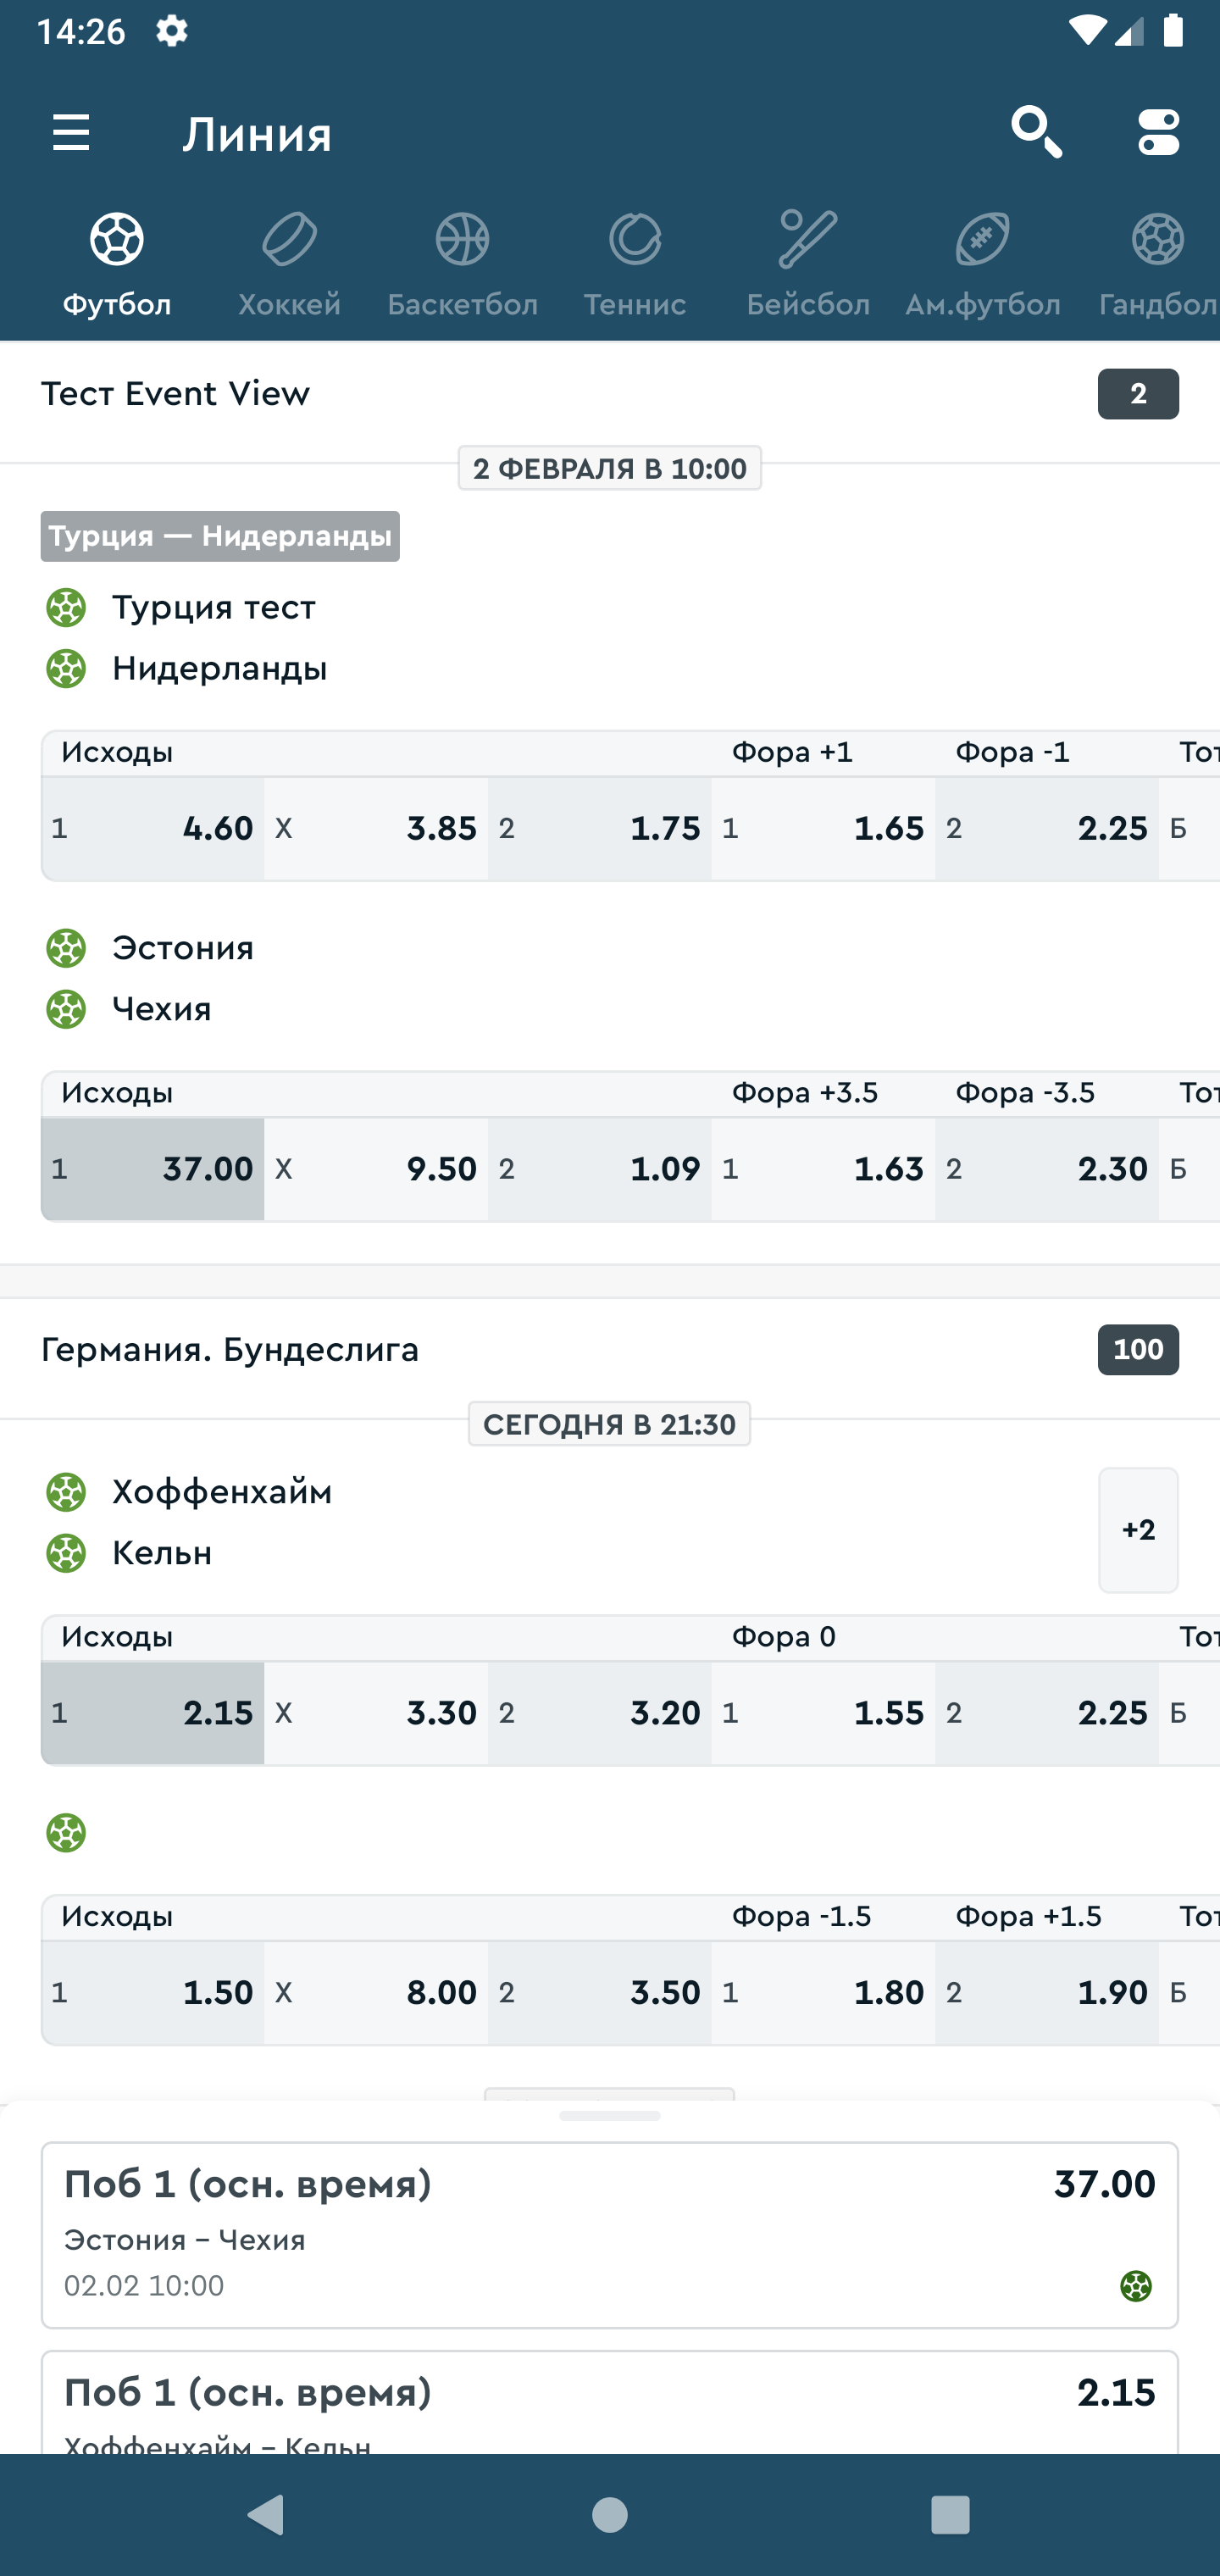 14:26
Линия
Футбол Хоккей Баскетбол Теннис Бейсбол Ам.футбол Гандбол
Тест Event View 2
2 ФЕВРАЛЯ В 10:00
Турция — Нидерланды
Турция тест
Нидерланды
Исходы Фора +1 Фора -1 Тот
1 4.60 X 3.85 2 1.75 1 1.65 2 2.25 Б
Эстония
Чехия
Исходы Фора +3.5 Фора -3.5 Тот
1 37.00 X 9.50 2 1.09 1 1.63 2 2.30 Б
Германия. Бундеслига 100
СЕГОДНЯ В 21:30
Хоффенхайм
Кельн
+2
Исходы Фора 0 Тот
1 2.15 X 3.30 2 3.20 1 1.55 2 2.25 Б
Исходы Фора -1.5 Фора +1.5 Тот
1 1.50 X 8.00 2 3.50 1 1.80 2 1.90 Б
Поб 1 (осн. время) 37.00
Эстония – Чехия
02.02 10:00
Поб 1 (осн. время) 2.15
Хоффенхайм – Кельн